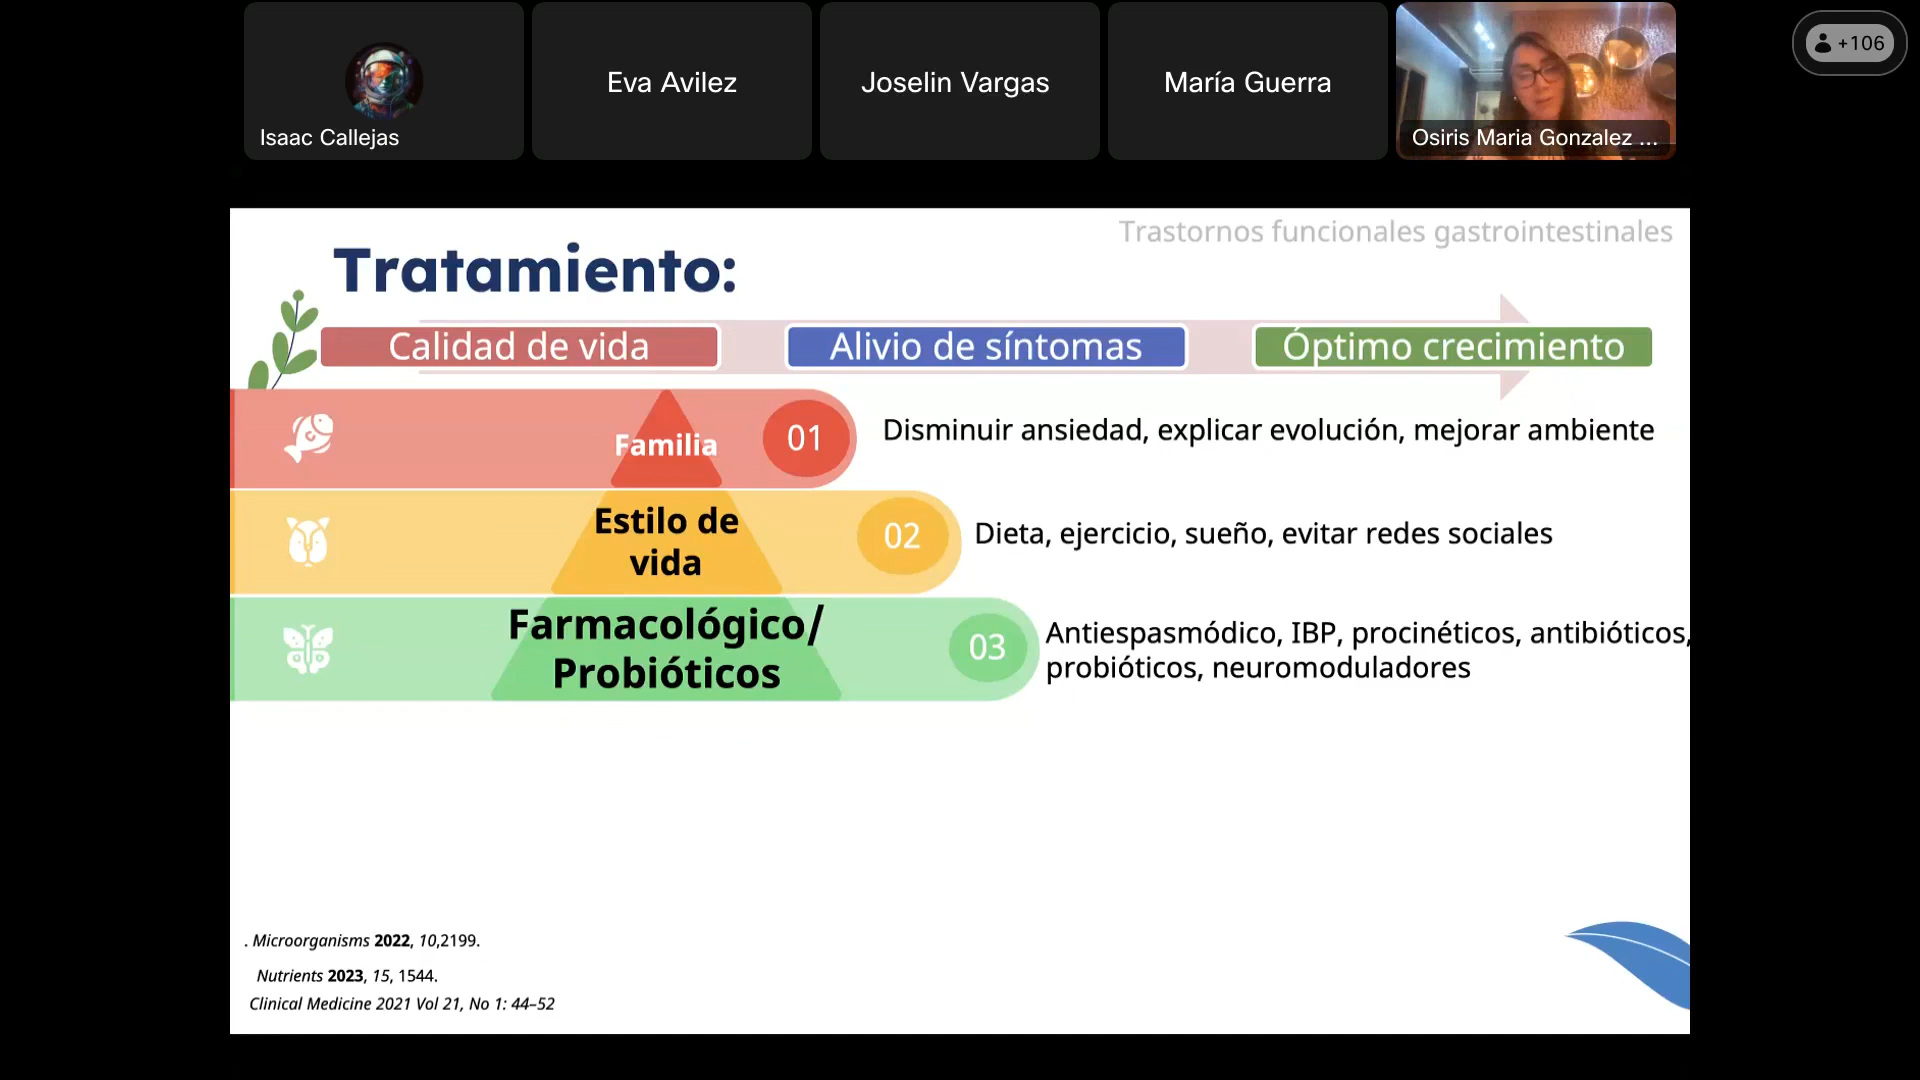 Isaac Callejas
Eva Avilez
Joselin Vargas
María Guerra
Osiris Maria Gonzalez ...
+106
Trastornos funcionales gastrointestinales
Tratamiento:
Calidad de vida
Alivio de síntomas
Óptimo crecimiento
Familia
01
Disminuir ansiedad, explicar evolución, mejorar ambiente
Estilo de
vida
02
Dieta, ejercicio, sueño, evitar redes sociales
Farmacológico/
Probióticos
03
Antiespasmódico, IBP, procinéticos, antibióticos,
probióticos, neuromoduladores
. Microorganisms 2022, 10,2199.
Nutrients 2023, 15, 1544.
Clinical Medicine 2021 Vol 21, No 1: 44–52